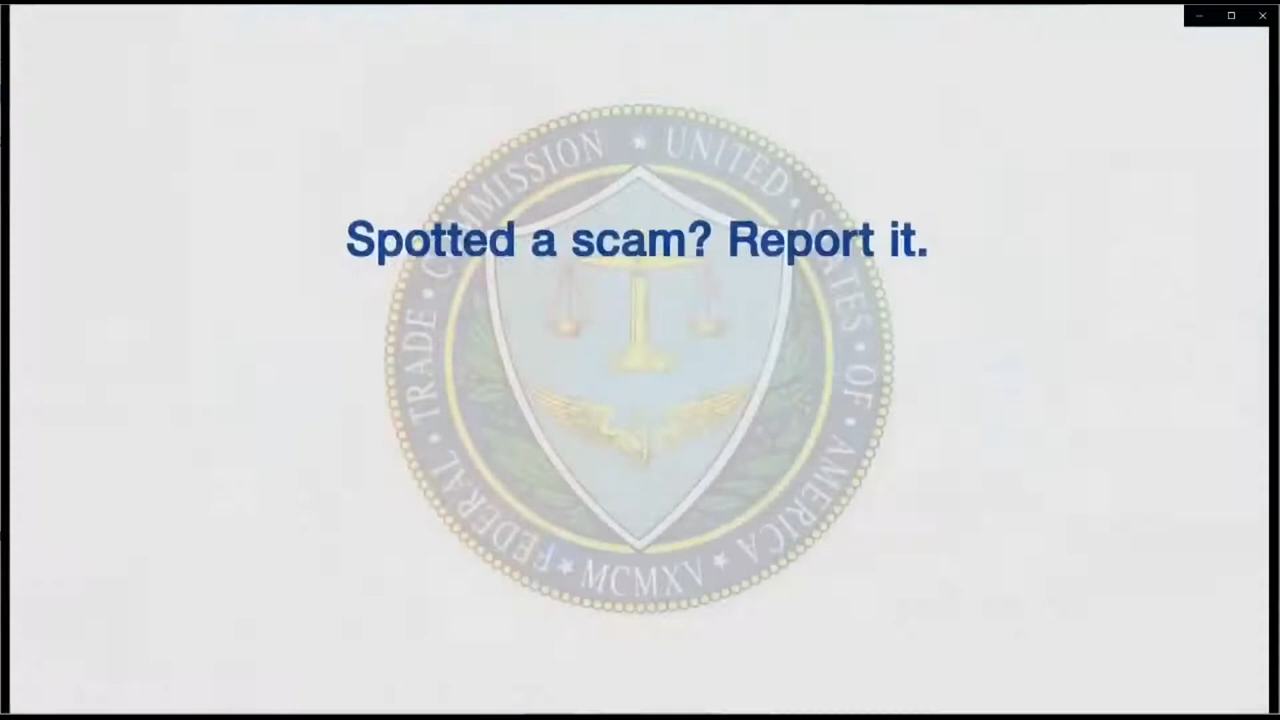 Spotted a scam? Report it.
FEDERAL • TRADE • COMMISSION ★ UNITED • STATES • OF • AMERICA ★
★ MCMXV ★